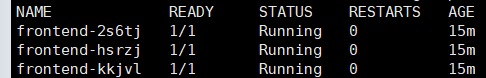 NAME READY STATUS RESTARTS AGE
frontend-2s6tj 1/1 Running 0 15m
frontend-hsrzj 1/1 Running 0 15m
frontend-kkjvl 1/1 Running 0 15m